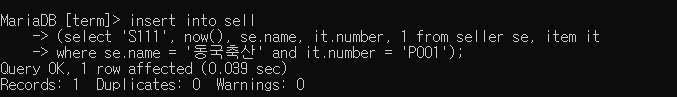 MariaDB [term]> insert into sell
-> (select 'S111', now(), se.name, it.number, 1 from seller se, item it
-> where se.name = '동국축산' and it.number = 'P001');
Query OK, 1 row affected (0.039 sec)
Records: 1 Duplicates: 0 Warnings: 0